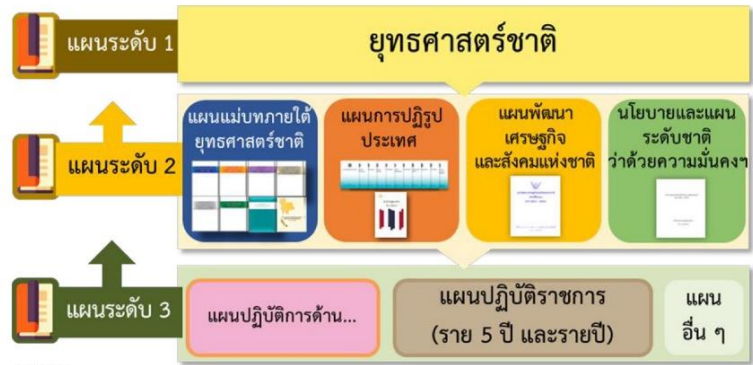 แผนระดับ 1
ยุทธศาสตร์ชาติ
แผนระดับ 2
แผนแม่บทภายใต้
ยุทธศาสตร์ชาติ
แผนการปฏิรูป
ประเทศ
แผนพัฒนา
เศรษฐกิจ
และสังคมแห่งชาติ
นโยบายและแผน
ระดับชาติ
ว่าด้วยความมั่นคงฯ
แผนระดับ 3
แผนปฏิบัติการด้าน...
แผนปฏิบัติราชการ
(ราย 5 ปี และรายปี)
แผน
อื่น ๆ